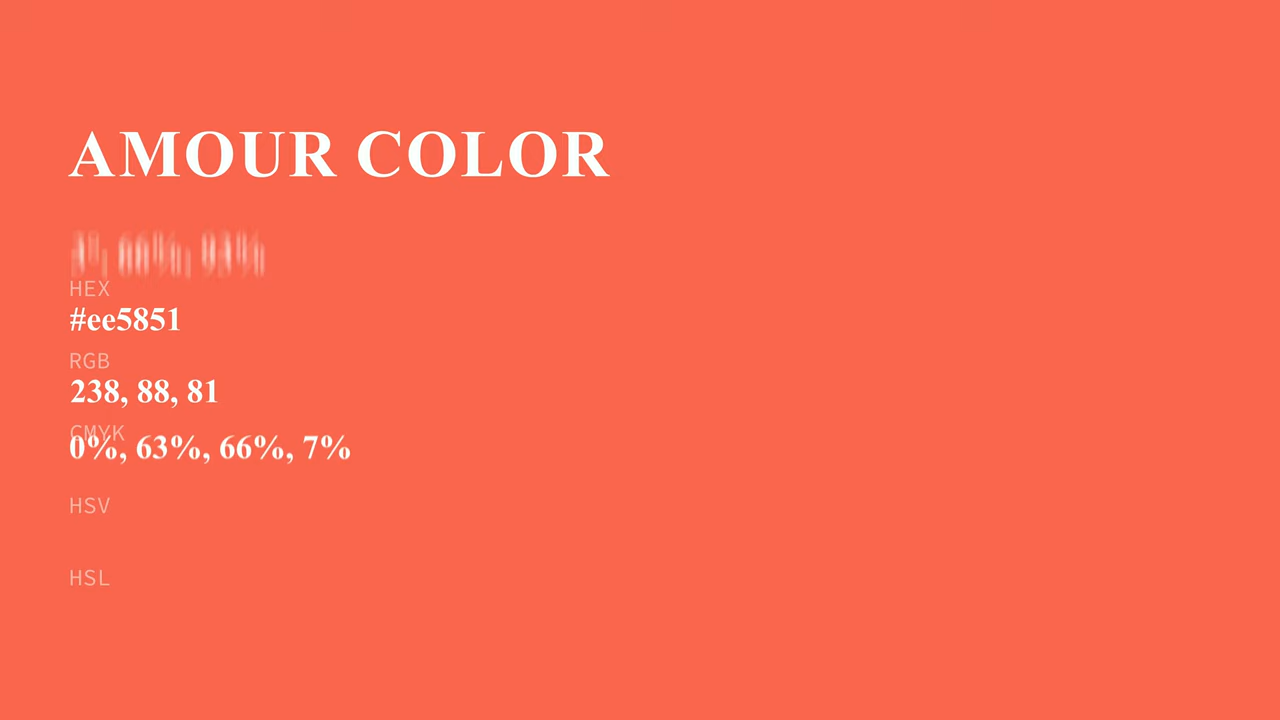 AMOUR COLOR
HEX
#ee5851
RGB
238, 88, 81
CMYK
0%, 63%, 66%, 7%
HSV
HSL